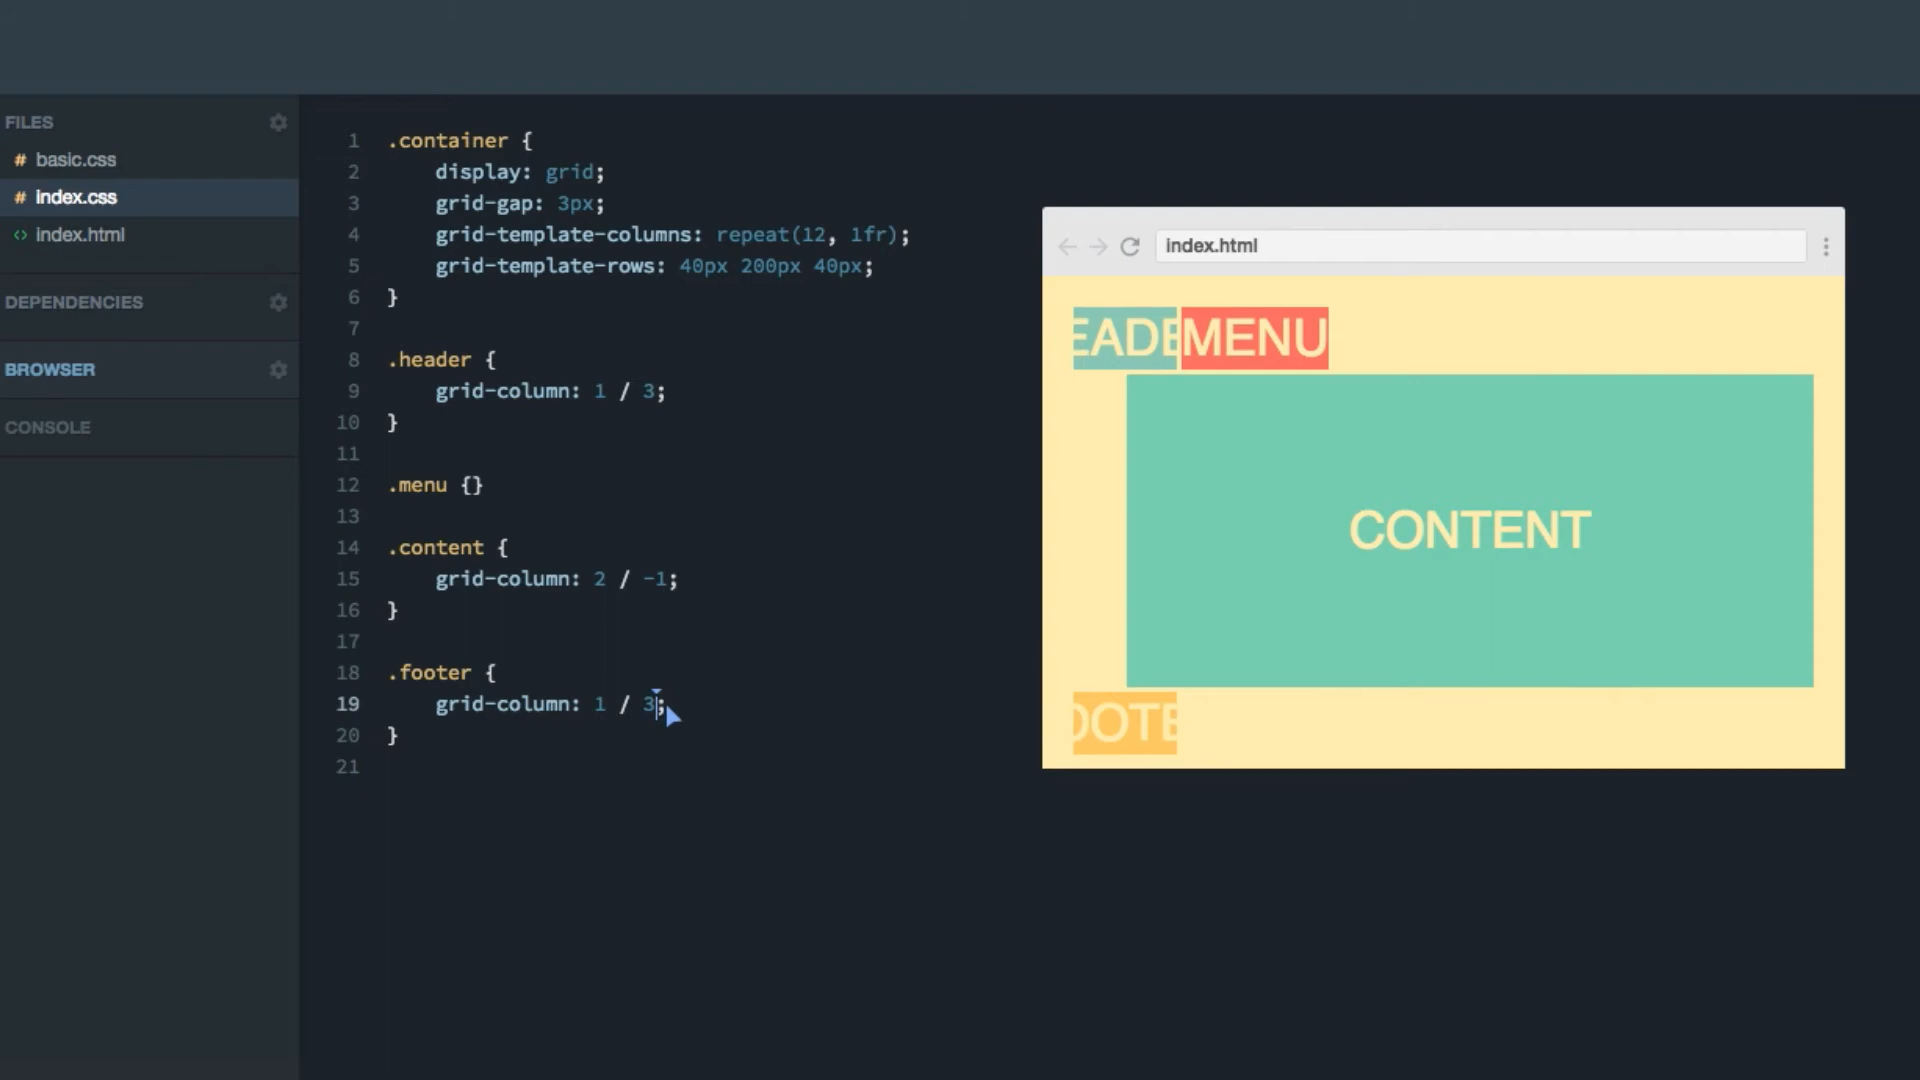 FILES
# basic.css
# index.css
<> index.html
DEPENDENCIES
BROWSER
CONSOLE
1 .container {
2 display: grid;
3 grid-gap: 3px;
4 grid-template-columns: repeat(12, 1fr);
5 grid-template-rows: 40px 200px 40px;
6 }
7
8 .header {
9 grid-column: 1 / 3;
10 }
11
12 .menu {}
13
14 .content {
15 grid-column: 2 / -1;
16 }
17
18 .footer {
19 grid-column: 1 / 3;
20 }
21
index.html
EADE MENU
CONTENT
OOTE